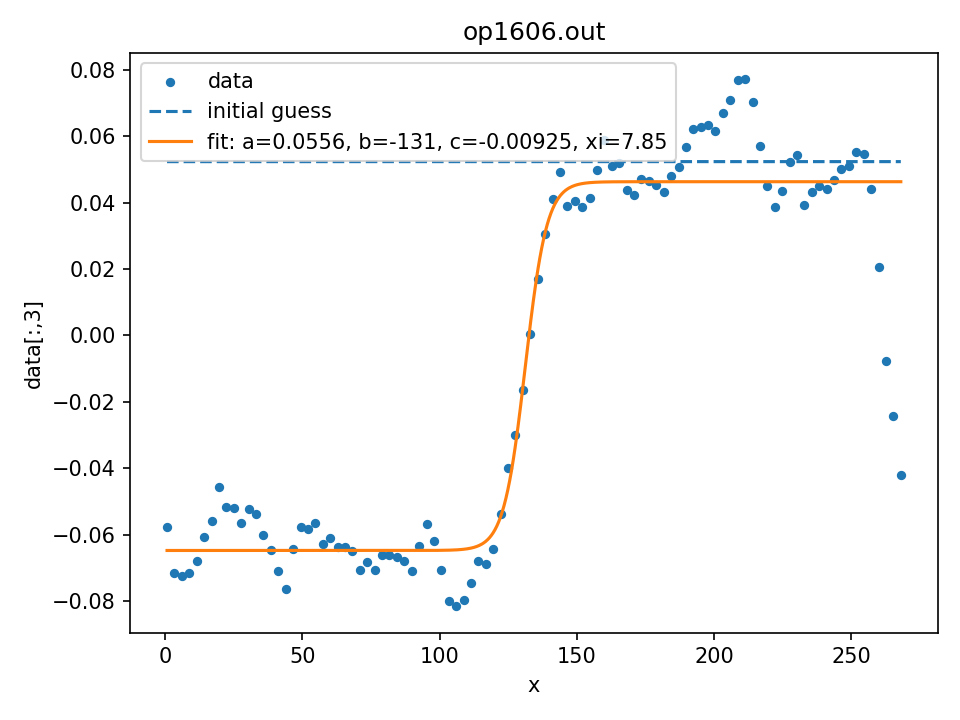 op1606.out
data
initial guess
fit: a=0.0556, b=-131, c=-0.00925, xi=7.85
data[:,3]
0.08
0.06
0.04
0.02
0.00
−0.02
−0.04
−0.06
−0.08
0 50 100 150 200 250
x